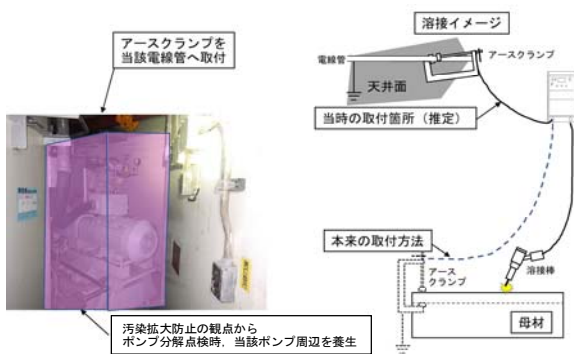 アースクランプを
当該電線管へ取付
溶接イメージ
電線管
アースクランプ
天井面
当時の取付箇所（推定）
本来の取付方法
アース
クランプ
溶接棒
母材
汚染拡大防止の観点から
ポンプ分解点検時，当該ポンプ周辺を養生